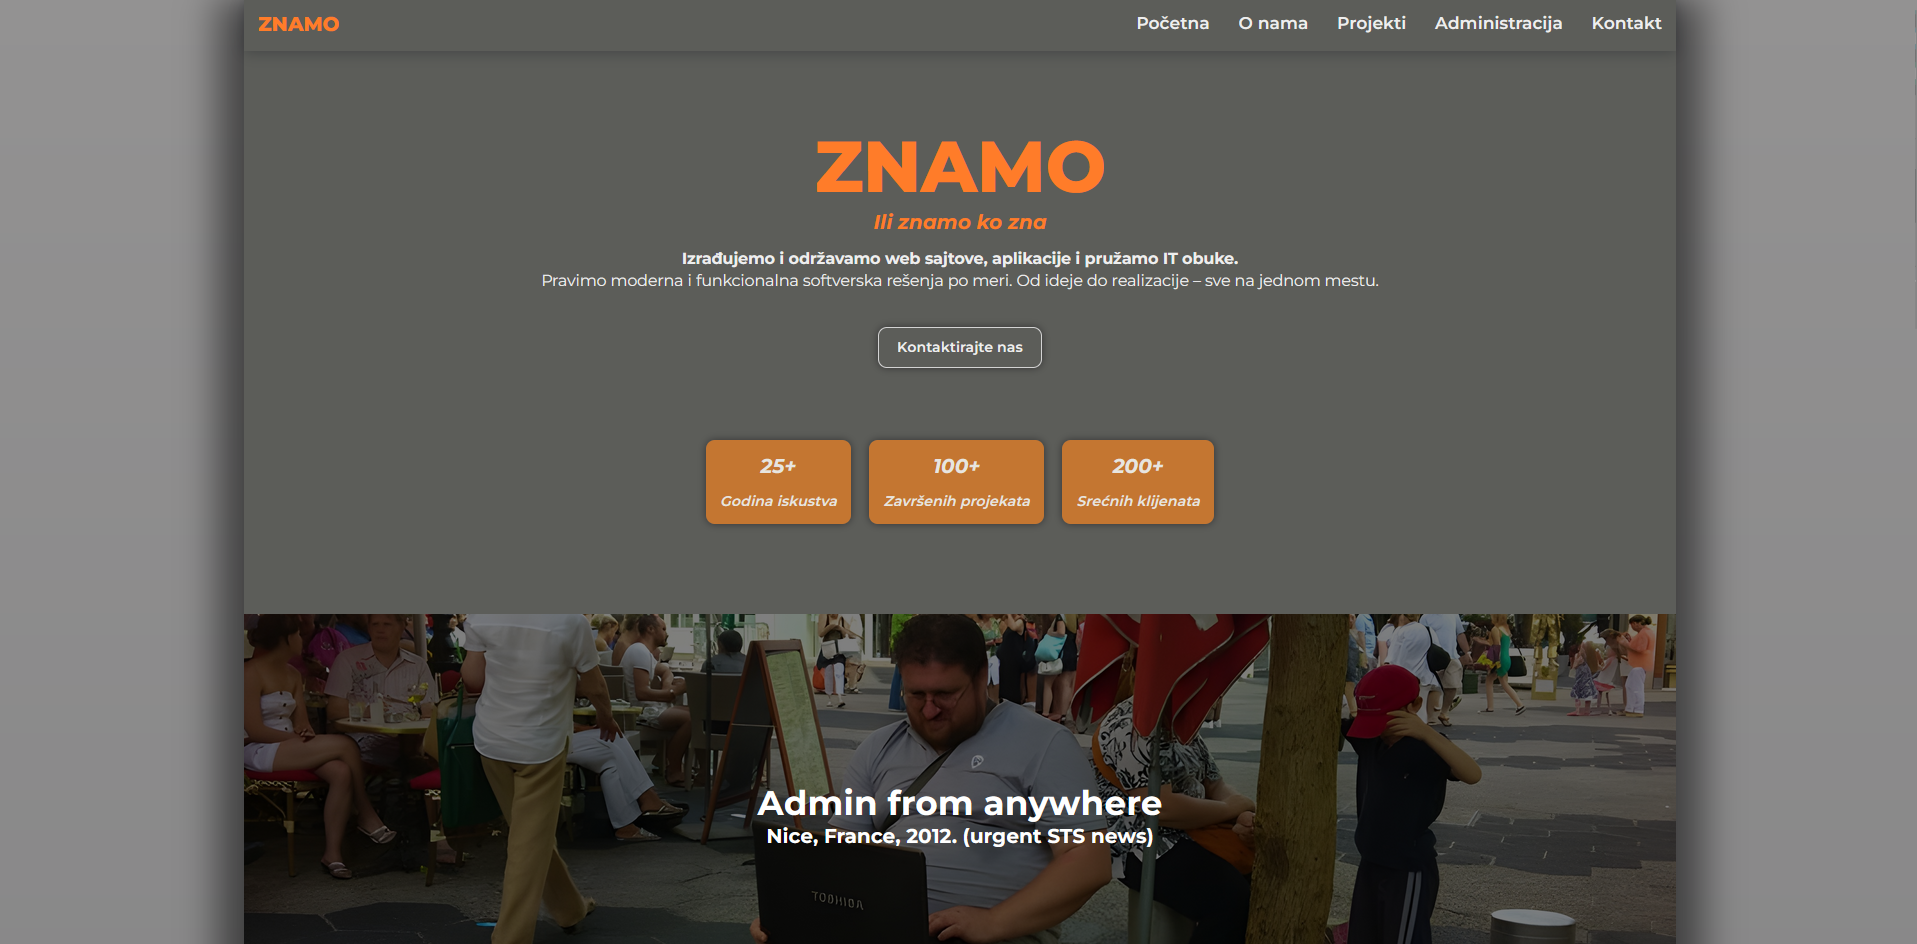 ZNAMO
Početna O nama Projekti Administracija Kontakt
ZNAMO
Ili znamo ko zna
Izrađujemo i održavamo web sajtove, aplikacije i pružamo IT obuke.
Pravimo moderna i funkcionalna softverska rešenja po meri. Od ideje do realizacije – sve na jednom mestu.
Kontaktirajte nas
25+
Godina iskustva
100+
Završenih projekata
200+
Srećnih klijenata
Admin from anywhere
Nice, France, 2012. (urgent STS news)
TOSHIBA